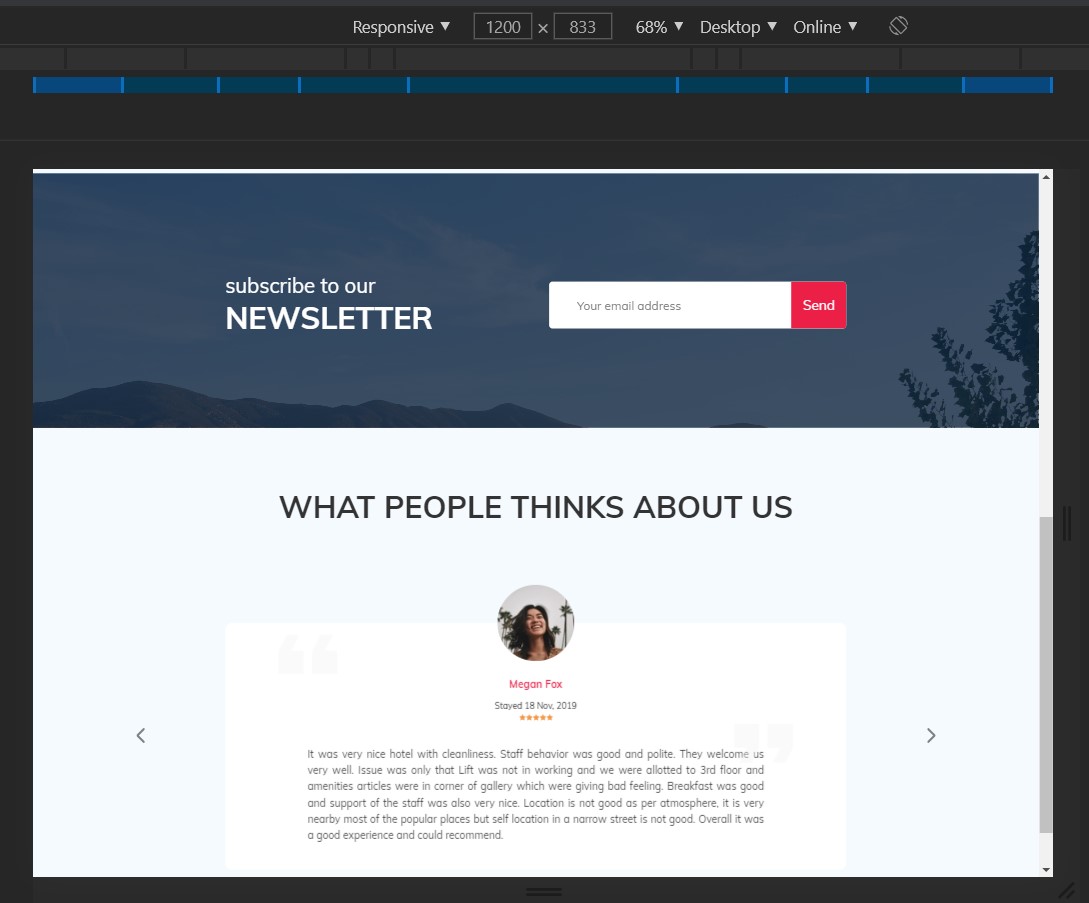 Responsive ▼ 1200 × 833 68% ▼ Desktop ▼ Online ▼
subscribe to our
NEWSLETTER
Your email address Send
WHAT PEOPLE THINKS ABOUT US
Megan Fox
Stayed 18 Nov, 2019
It was very nice hotel with cleanliness. Staff behavior was good and polite. They welcome us
very well. Issue was only that Lift was not in working and we were allotted to 3rd floor and
amenities articles were in corner of gallery which were giving bad feeling. Breakfast was good
and support of the staff was also very nice. Location is not good as per atmosphere, it is very
nearby most of the popular places but self location in a narrow street is not good. Overall it was
a good experience and could recommend.